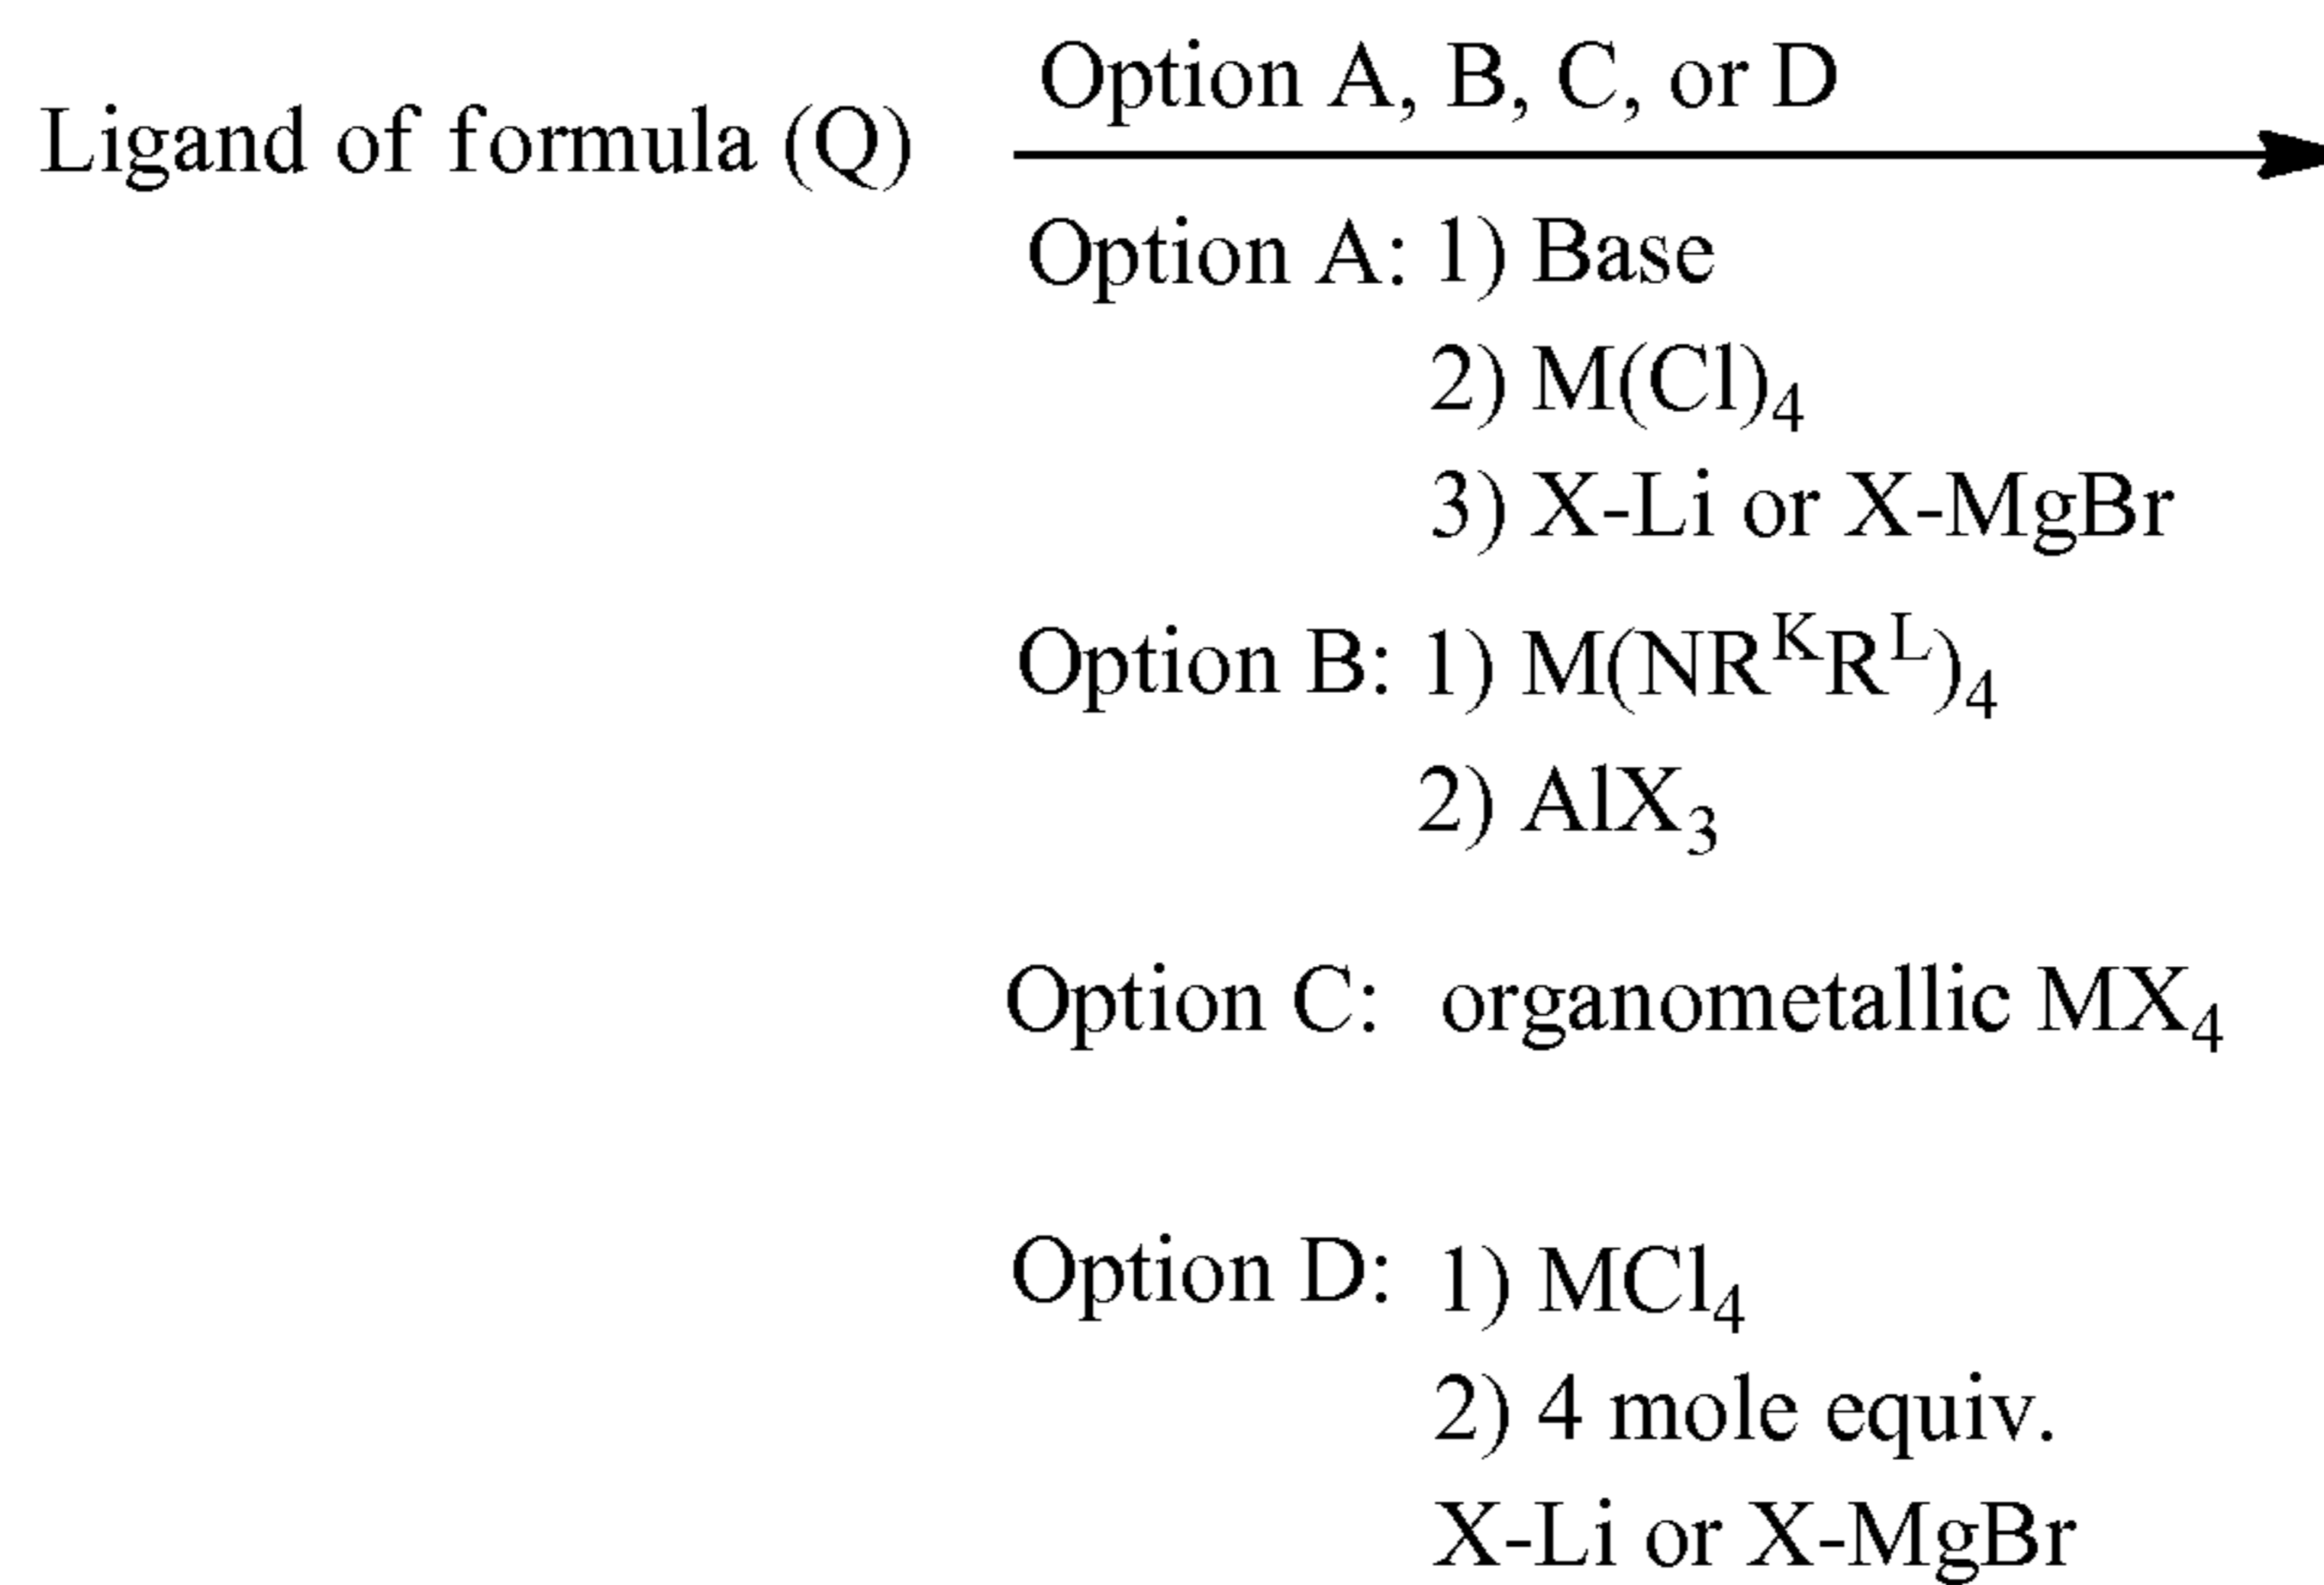 Option A, B, C, or D
Ligand of formula (Q)
Option A: 1) Base
2) M(Cl)4
3) X-Li or X-MgBr
Option B: 1) M(NR^K R^L)4
2) AlX3
Option C: organometallic MX4
Option D: 1) MCl4
2) 4 mole equiv.
X-Li or X-MgBr